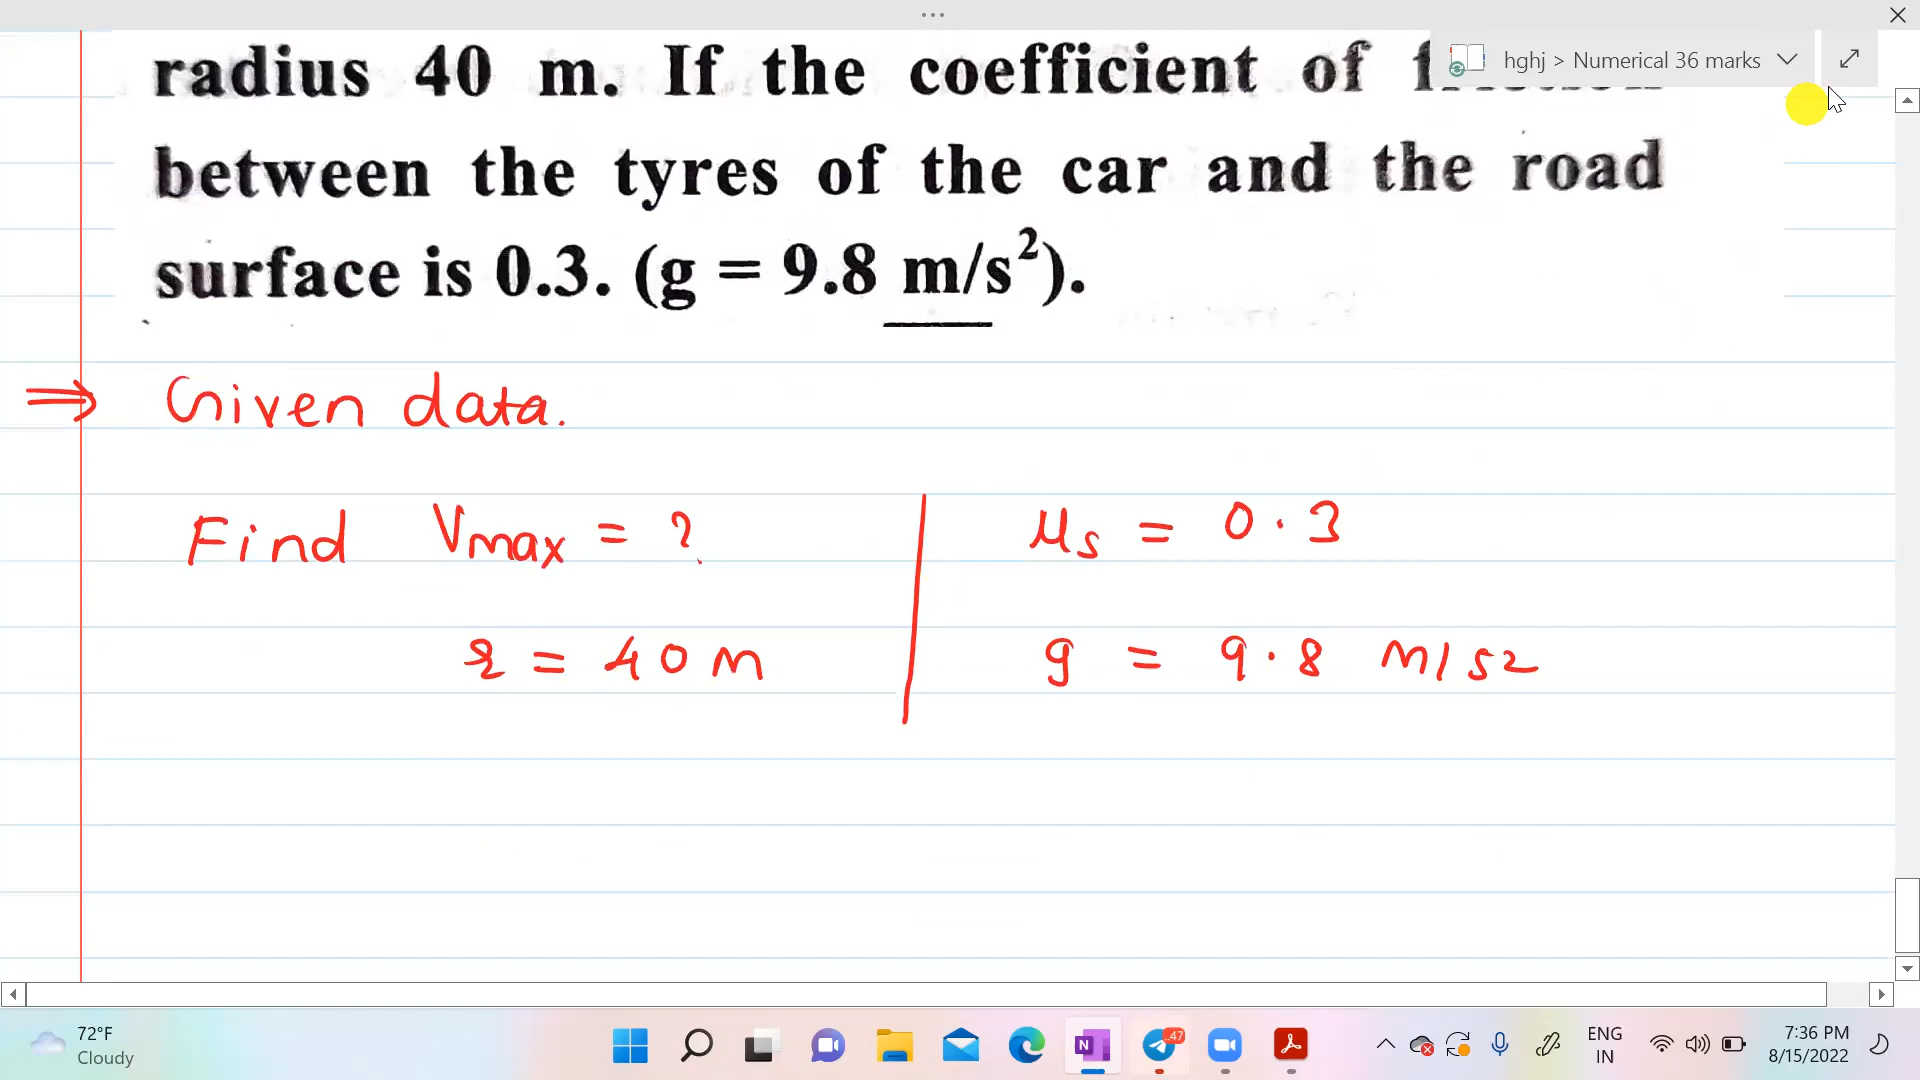 hghj > Numerical 36 marks
radius 40 m. If the coefficient of
between the tyres of the car and the road
surface is 0.3. (g = 9.8 m/s²).
⇒ Given data.
Find Vmax = ?
r = 40 m
μs = 0.3
g = 9.8 m/s2
72°F
Cloudy
47
ENG
IN
7:36 PM
8/15/2022